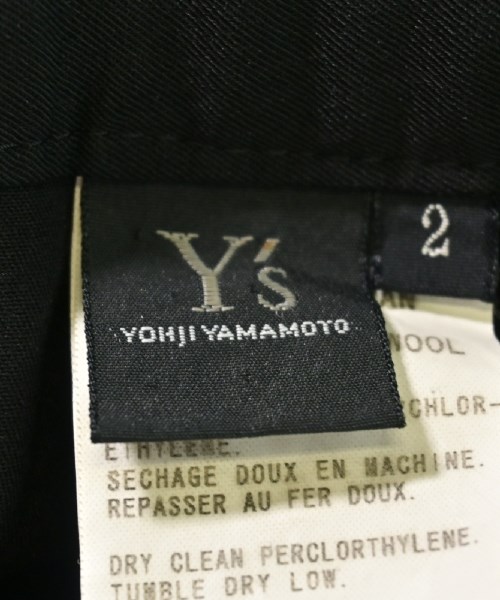 Y's
YOHJI YAMAMOTO
2
WOOL
ETHYLENE.
SECHAGE DOUX EN MACHINE.
REPASSER AU FER DOUX.
DRY CLEAN PERCLORTHYLENE.
TUMBLE DRY LOW.